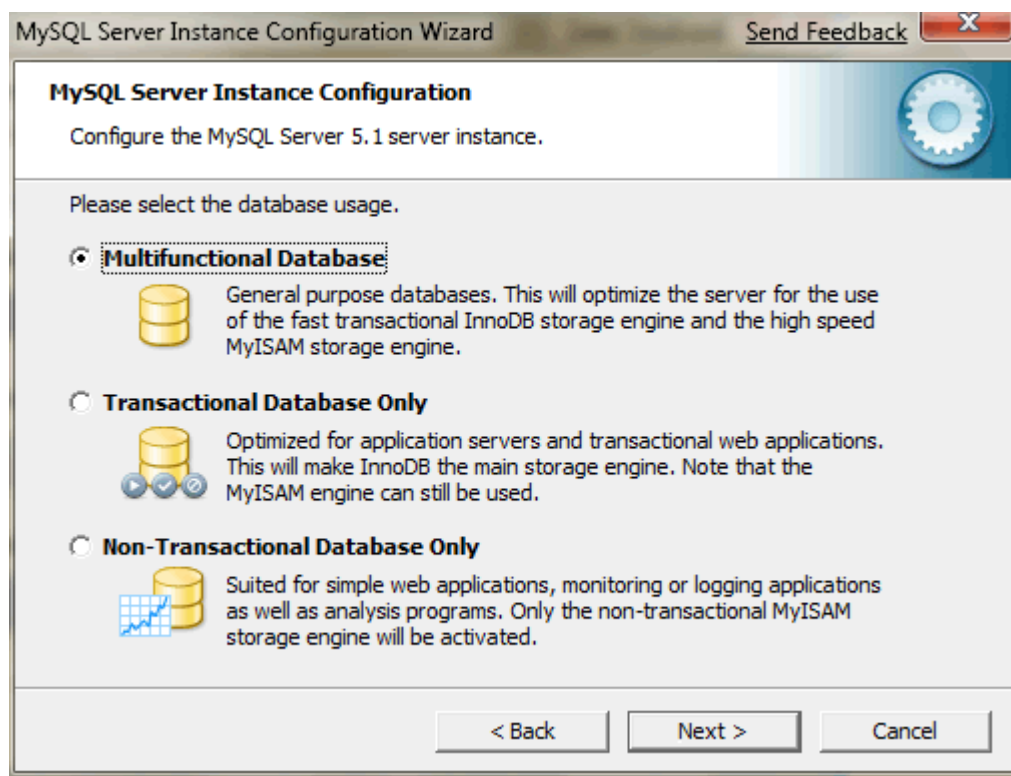 MySQL Server Instance Configuration Wizard
Send Feedback
X
MySQL Server Instance Configuration
Configure the MySQL Server 5.1 server instance.
Please select the database usage.
Multifunctional Database
General purpose databases. This will optimize the server for the use
of the fast transactional InnoDB storage engine and the high speed
MyISAM storage engine.
Transactional Database Only
Optimized for application servers and transactional web applications.
This will make InnoDB the main storage engine. Note that the
MyISAM engine can still be used.
Non-Transactional Database Only
Suited for simple web applications, monitoring or logging applications
as well as analysis programs. Only the non-transactional MyISAM
storage engine will be activated.
< Back
Next >
Cancel